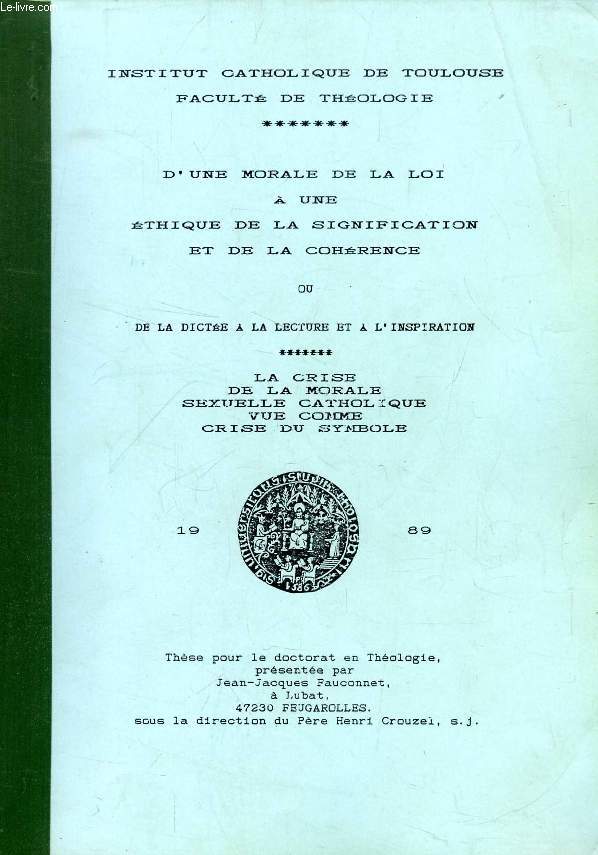 Le-livre.com
INSTITUT CATHOLIQUE DE TOULOUSE
FACULTÉ DE THÉOLOGIE
*******
D'UNE MORALE DE LA LOI
À UNE
ÉTHIQUE DE LA SIGNIFICATION
ET DE LA COHÉRENCE
OU
DE LA DICTÉE A LA LECTURE ET A L'INSPIRATION
*******
LA CRISE
DE LA MORALE
SEXUELLE CATHOLIQUE
VUE COMME
CRISE DU SYMBOLE
19 89
1386
Thèse pour le doctorat en Théologie,
présentée par
Jean-Jacques Fauconnet,
à Lubat,
47230 FEUGAROLLES.
sous la direction du Père Henri Crouzel, s.j.